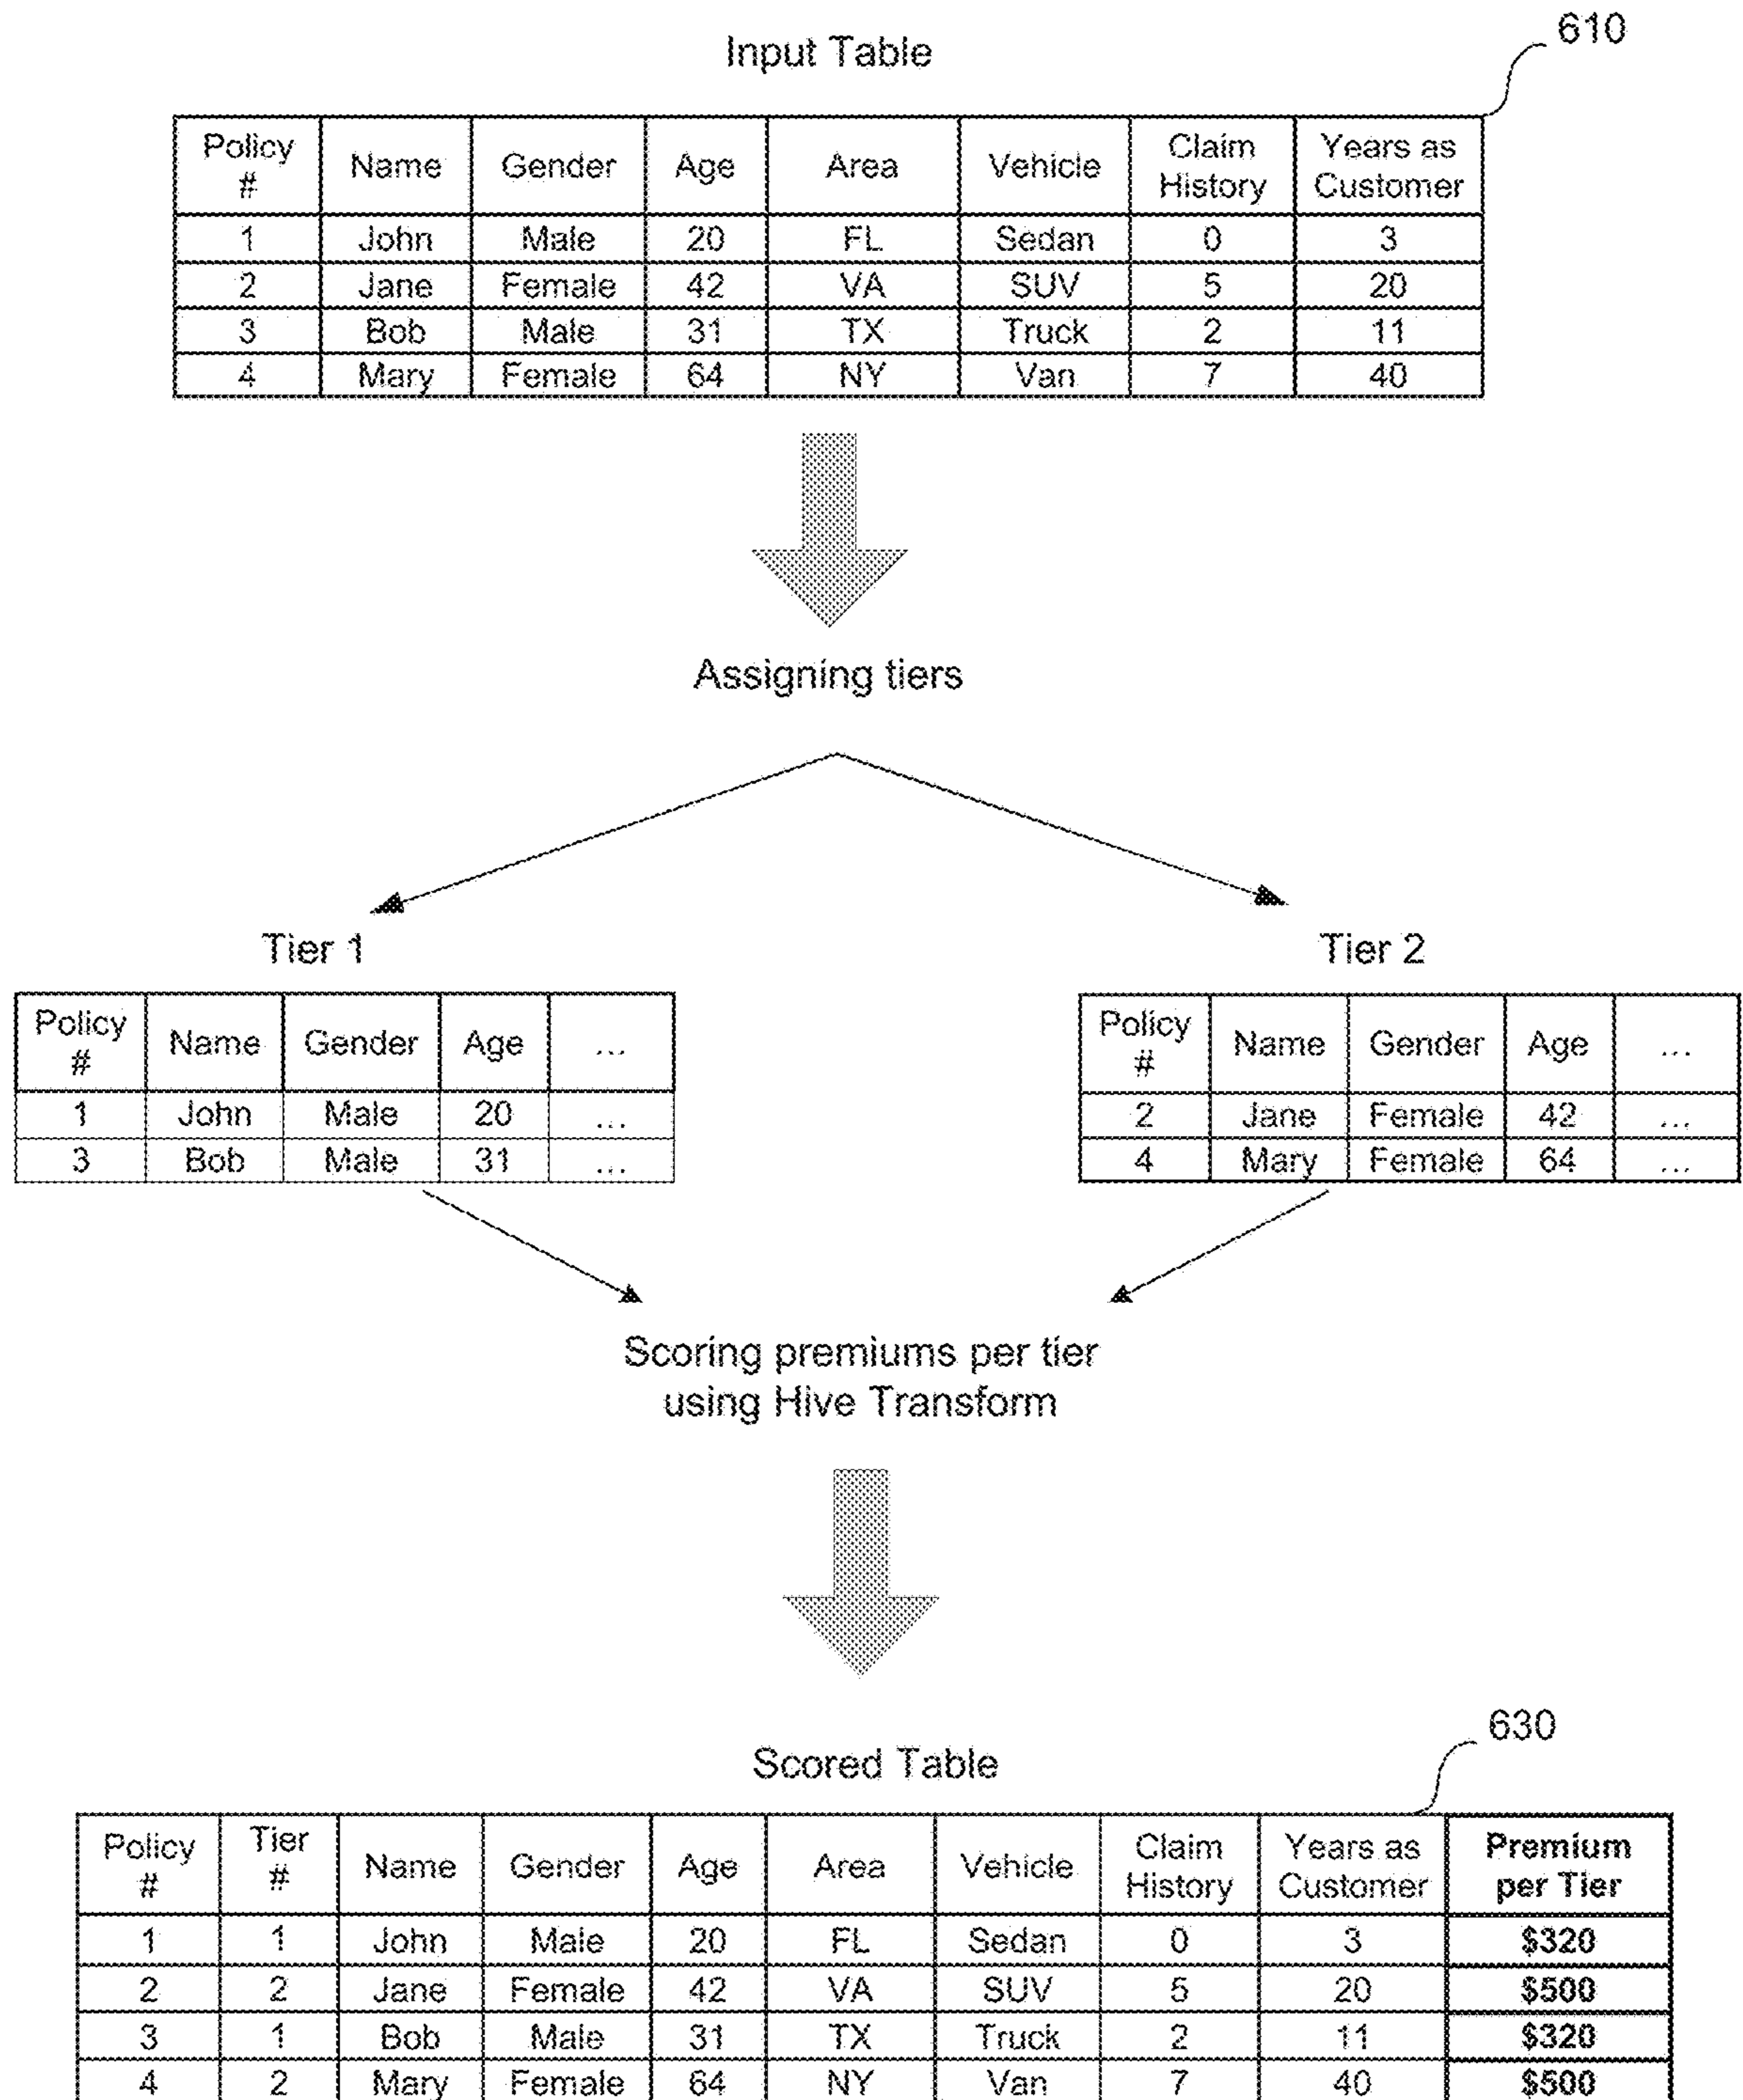 610
Input Table
Policy # Name Gender Age Area Vehicle Claim History Years as Customer
1 John Male 20 FL Sedan 0 3
2 Jane Female 42 VA SUV 5 20
3 Bob Male 31 TX Truck 2 11
4 Mary Female 64 NY Van 7 40
Assigning tiers
Tier 1
Policy # Name Gender Age ...
1 John Male 20 ...
3 Bob Male 31 ...
Tier 2
Policy # Name Gender Age ...
2 Jane Female 42 ...
4 Mary Female 64 ...
Scoring premiums per tier
using Hive Transform
630
Scored Table
Policy # Tier # Name Gender Age Area Vehicle Claim History Years as Customer Premium per Tier
1 1 John Male 20 FL Sedan 0 3 $320
2 2 Jane Female 42 VA SUV 5 20 $500
3 1 Bob Male 31 TX Truck 2 11 $320
4 2 Mary Female 64 NY Van 7 40 $500